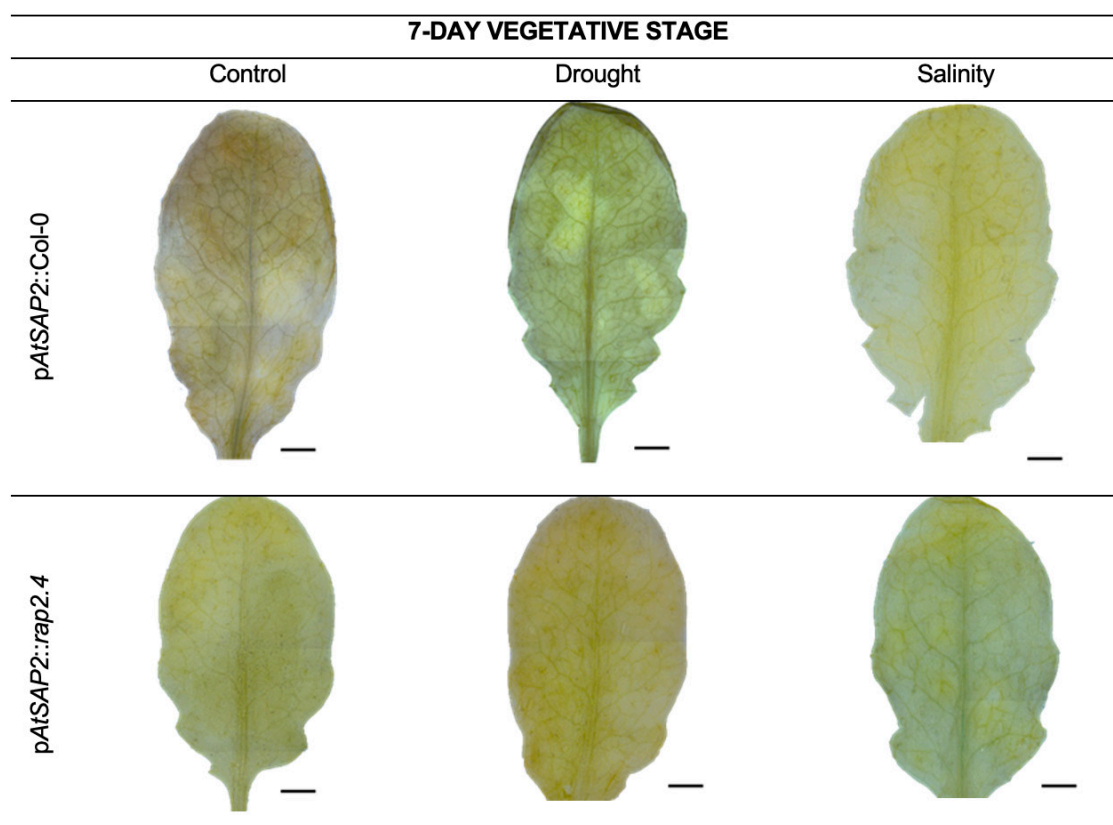 7-DAY VEGETATIVE STAGE
Control Drought Salinity
pAtSAP2::Col-0
pAtSAP2::rap2.4